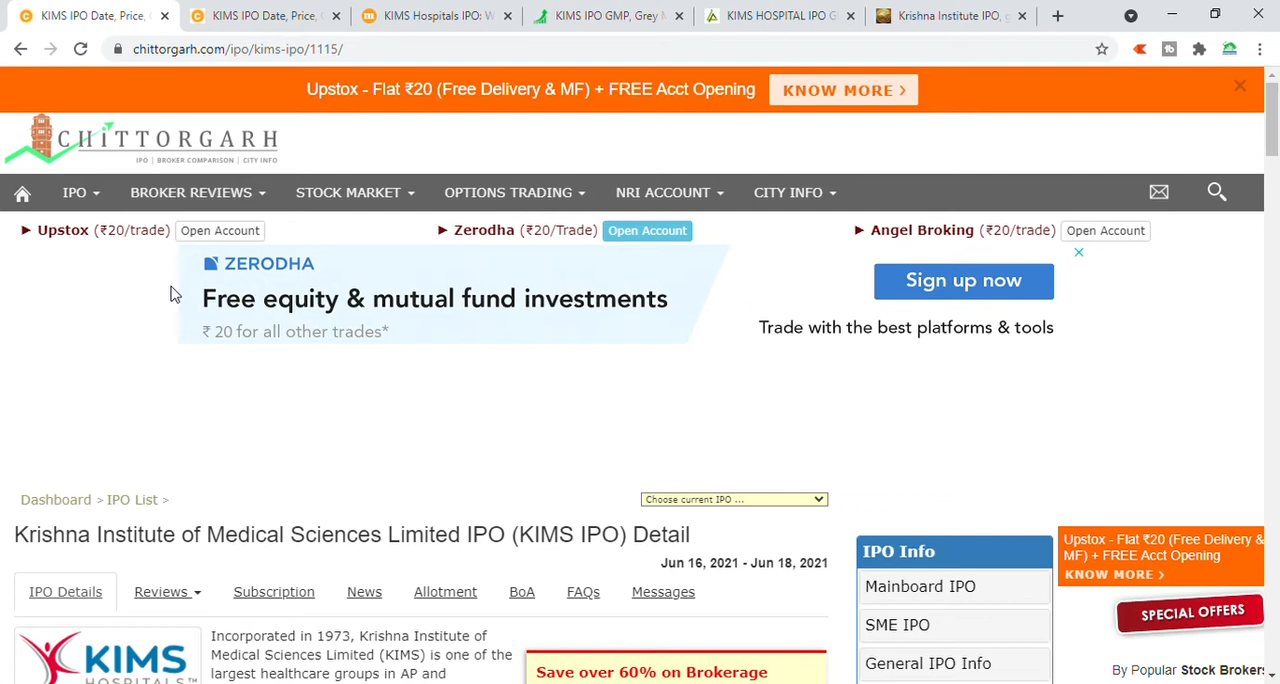 KIMS IPO Date, Price,
KIMS IPO Date, Price,
KIMS Hospitals IPO: W
KIMS IPO GMP, Grey M
KIMS HOSPITAL IPO G
Krishna Institute IPO,
chittorgarh.com/ipo/kims-ipo/1115/
Upstox - Flat ₹20 (Free Delivery & MF) + FREE Acct Opening
KNOW MORE >
CHITTORGARH
IPO | BROKER COMPARISON | CITY INFO
IPO
BROKER REVIEWS
STOCK MARKET
OPTIONS TRADING
NRI ACCOUNT
CITY INFO
Upstox (₹20/trade) Open Account
Zerodha (₹20/Trade) Open Account
Angel Broking (₹20/trade) Open Account
ZERODHA
Free equity & mutual fund investments
₹ 20 for all other trades*
Sign up now
Trade with the best platforms & tools
Dashboard > IPO List >
Choose current IPO ...
Krishna Institute of Medical Sciences Limited IPO (KIMS IPO) Detail
Jun 16, 2021 - Jun 18, 2021
IPO Details
Reviews
Subscription
News
Allotment
BoA
FAQs
Messages
KIMS
HOSPITALS™
Incorporated in 1973, Krishna Institute of
Medical Sciences Limited (KIMS) is one of the
largest healthcare groups in AP and
Save over 60% on Brokerage
IPO Info
Mainboard IPO
SME IPO
General IPO Info
Upstox - Flat ₹20 (Free Delivery &
MF) + FREE Acct Opening
KNOW MORE >
SPECIAL OFFERS
By Popular Stock Brokers